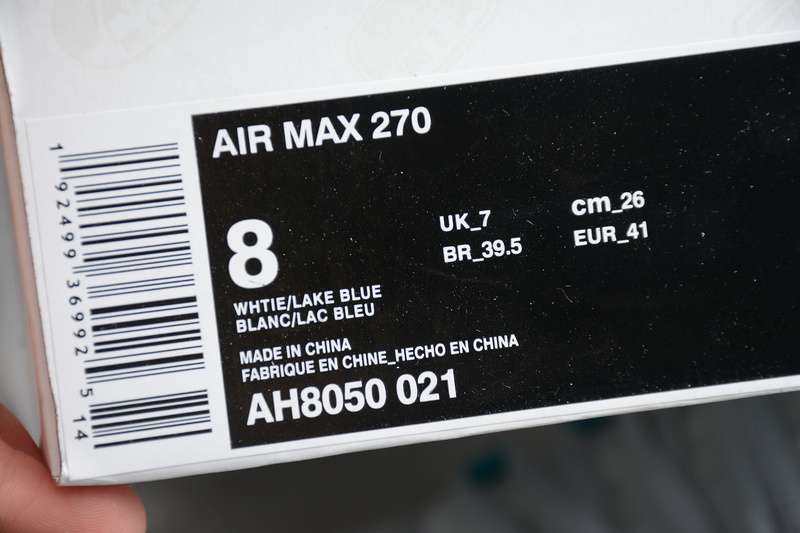 AIR MAX 270
8
UK_7
cm_26
BR_39.5
EUR_41
WHTIE/LAKE BLUE
BLANC/LAC BLEU
MADE IN CHINA
FABRIQUE EN CHINE_HECHO EN CHINA
AH8050 021
1 92499 36992 5 14